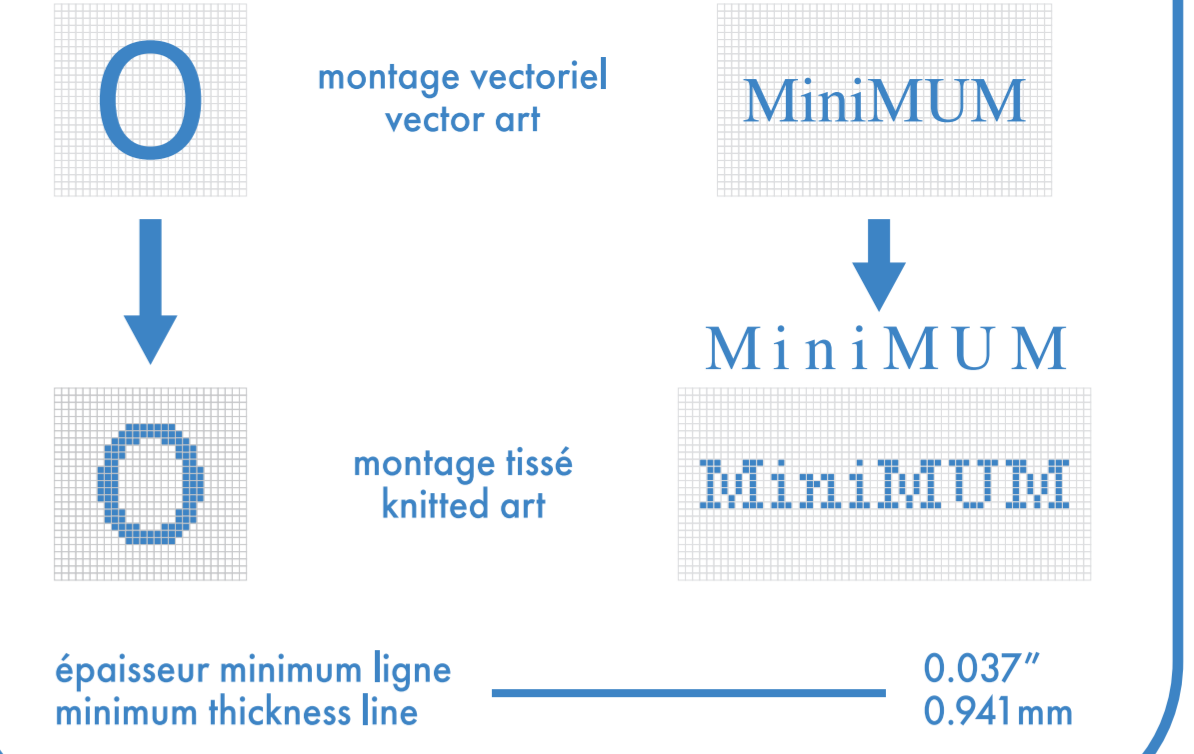 O
montage vectoriel
vector art
MiniMUM
MiniMUM
O
montage tissé
knitted art
MiniMUM
épaisseur minimum ligne
minimum thickness line
0.037"
0.941mm